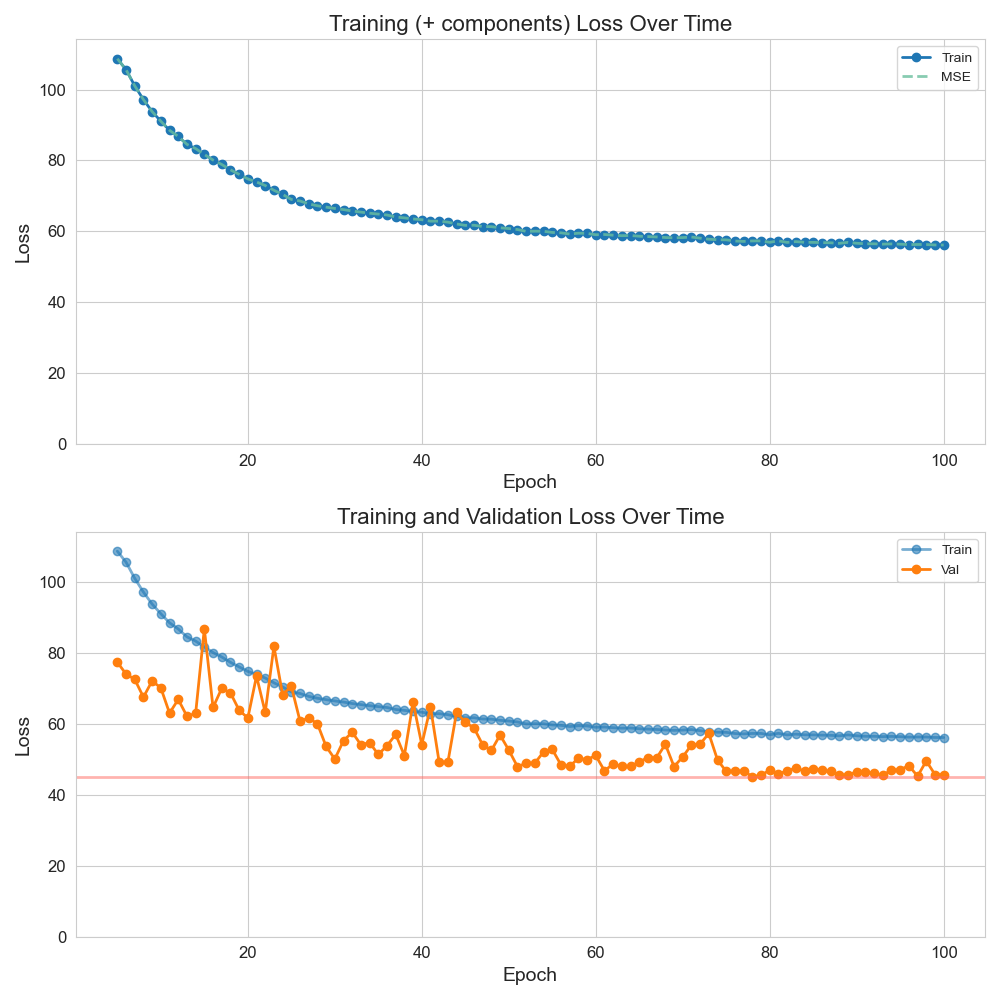 Training (+ components) Loss Over Time
Train
MSE
Loss
100
80
60
40
20
0
20 40 60 80 100
Epoch
Training and Validation Loss Over Time
Train
Val
Loss
100
80
60
40
20
0
20 40 60 80 100
Epoch